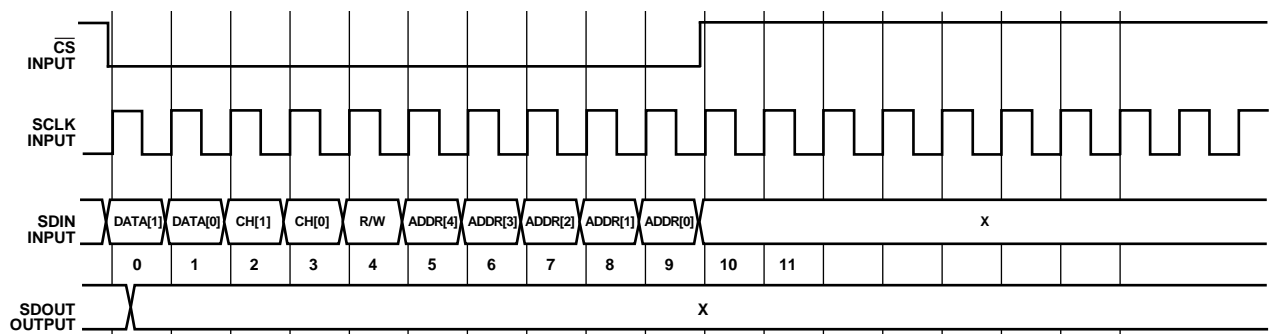 CS
INPUT
SCLK
INPUT
SDIN
INPUT
DATA[1] DATA[0] CH[1] CH[0] R/W ADDR[4] ADDR[3] ADDR[2] ADDR[1] ADDR[0] X
0 1 2 3 4 5 6 7 8 9 10 11
SDOUT
OUTPUT
X